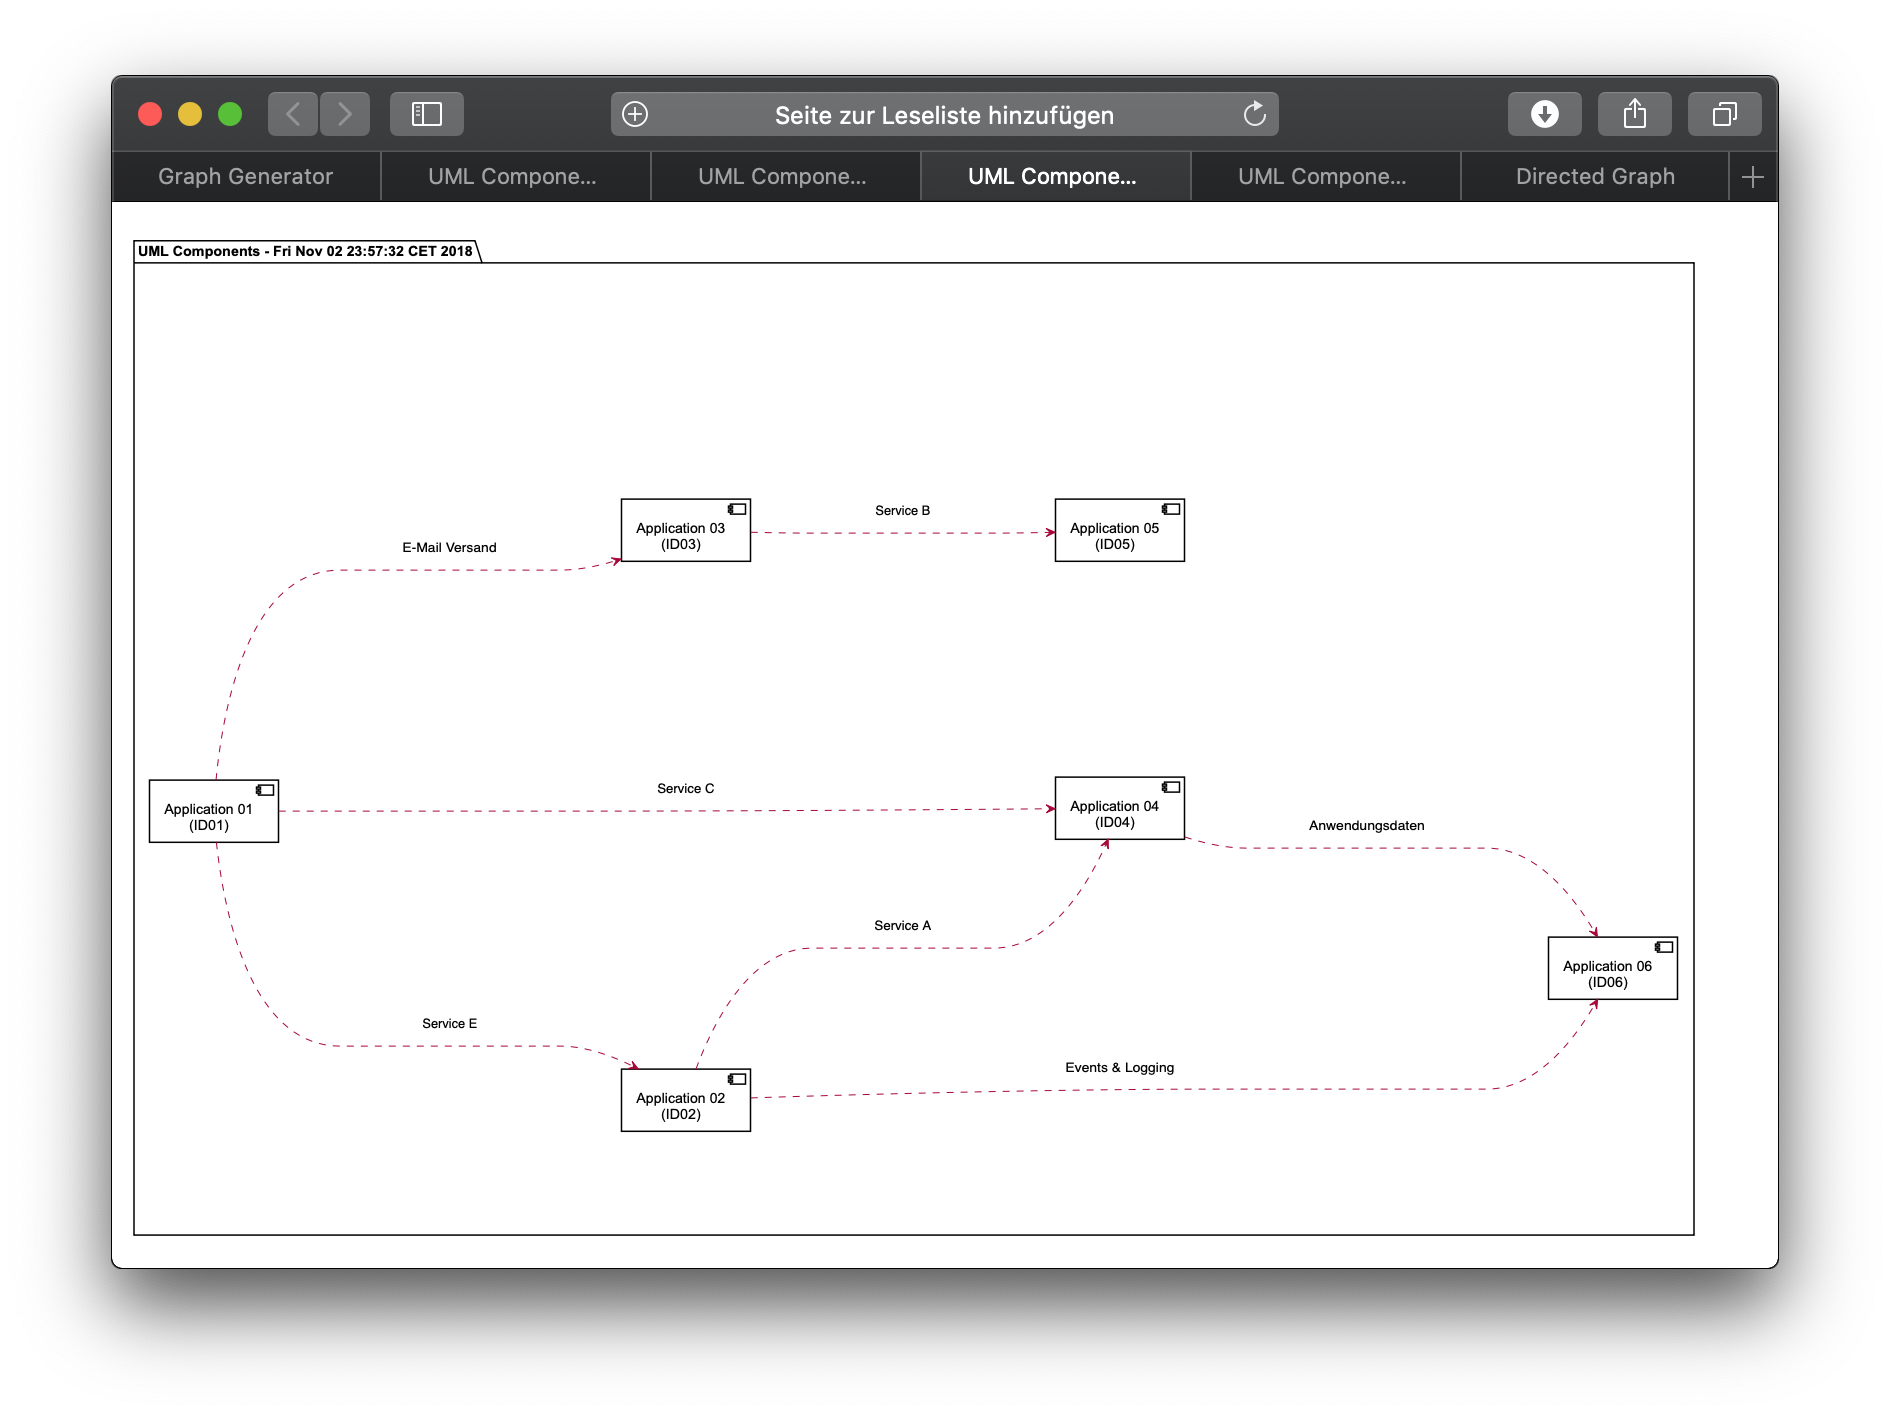 Seite zur Leseliste hinzufügen
Graph Generator
UML Compone...
UML Compone...
UML Compone...
UML Compone...
Directed Graph
UML Components - Fri Nov 02 23:57:32 CET 2018
Service B
Application 03
(ID03)
Application 05
(ID05)
E-Mail Versand
Service C
Application 01
(ID01)
Application 04
(ID04)
Anwendungsdaten
Service A
Application 06
(ID06)
Service E
Events & Logging
Application 02
(ID02)